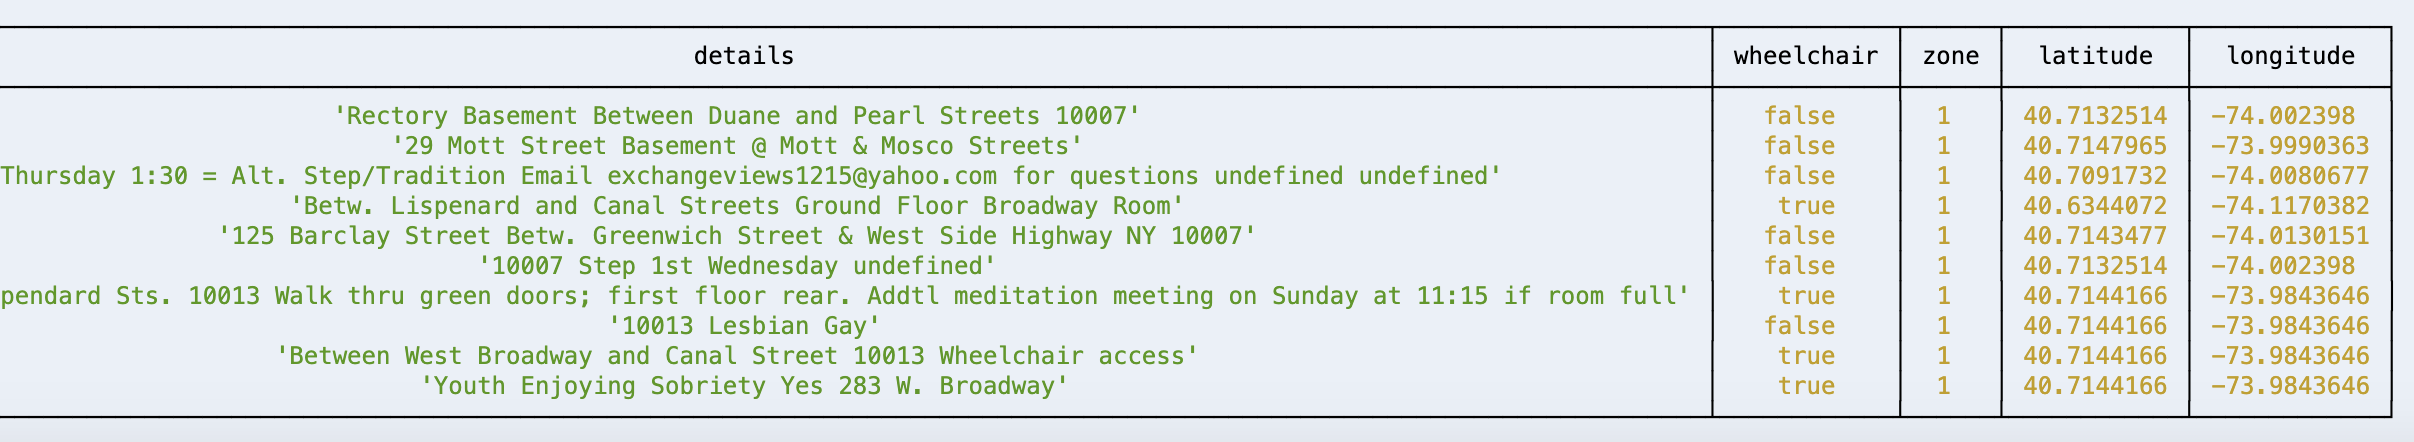 details wheelchair zone latitude longitude
'Rectory Basement Between Duane and Pearl Streets 10007' false 1 40.7132514 -74.002398
'29 Mott Street Basement @ Mott & Mosco Streets' false 1 40.7147965 -73.9990363
Thursday 1:30 = Alt. Step/Tradition Email exchangeviews1215@yahoo.com for questions undefined undefined' false 1 40.7091732 -74.0080677
'Betw. Lispenard and Canal Streets Ground Floor Broadway Room' true 1 40.6344072 -74.1170382
'125 Barclay Street Betw. Greenwich Street & West Side Highway NY 10007' false 1 40.7143477 -74.0130151
'10007 Step 1st Wednesday undefined' false 1 40.7132514 -74.002398
pendard Sts. 10013 Walk thru green doors; first floor rear. Addtl meditation meeting on Sunday at 11:15 if room full' true 1 40.7144166 -73.9843646
'10013 Lesbian Gay' false 1 40.7144166 -73.9843646
'Between West Broadway and Canal Street 10013 Wheelchair access' true 1 40.7144166 -73.9843646
'Youth Enjoying Sobriety Yes 283 W. Broadway' true 1 40.7144166 -73.9843646